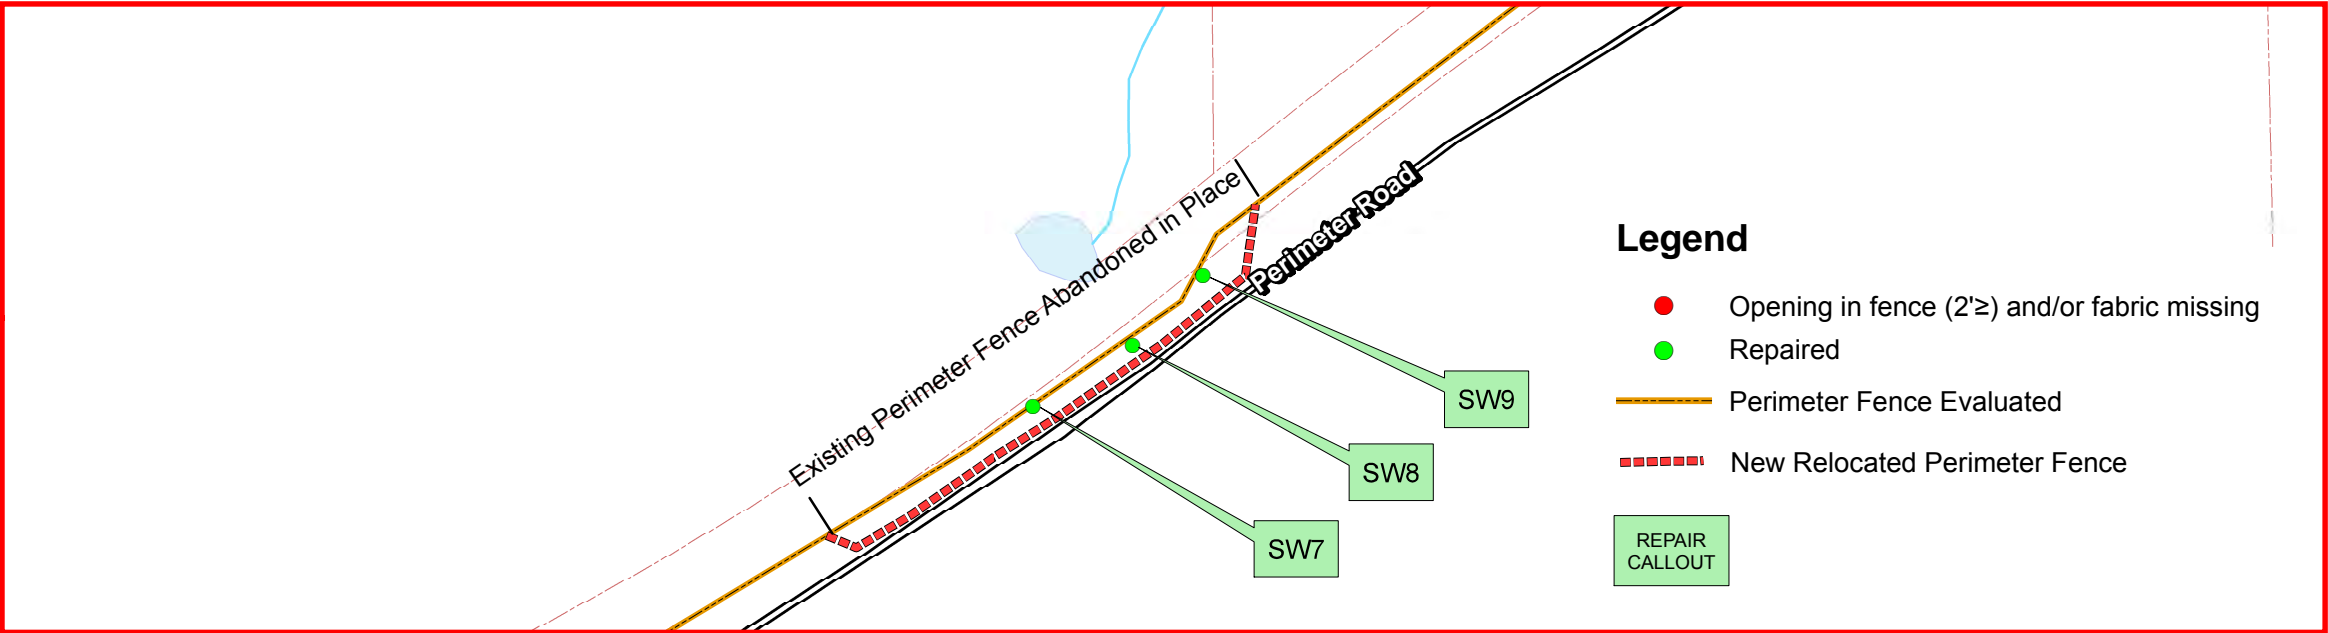 Existing Perimeter Fence Abandoned in Place
Perimeter Road
SW9
SW8
SW7
Legend
Opening in fence (2'≥) and/or fabric missing
Repaired
Perimeter Fence Evaluated
New Relocated Perimeter Fence
REPAIR
CALLOUT